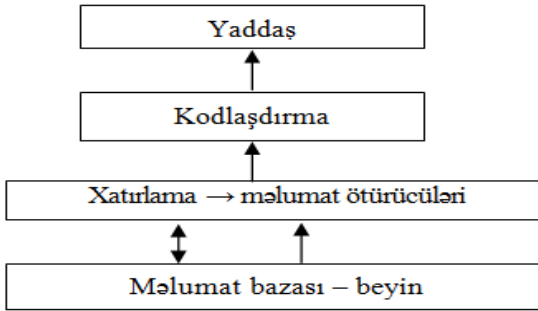 Yaddaş
Kodlaşdırma
Xatırlama → məlumat ötürücüləri
Məlumat bazası – beyin